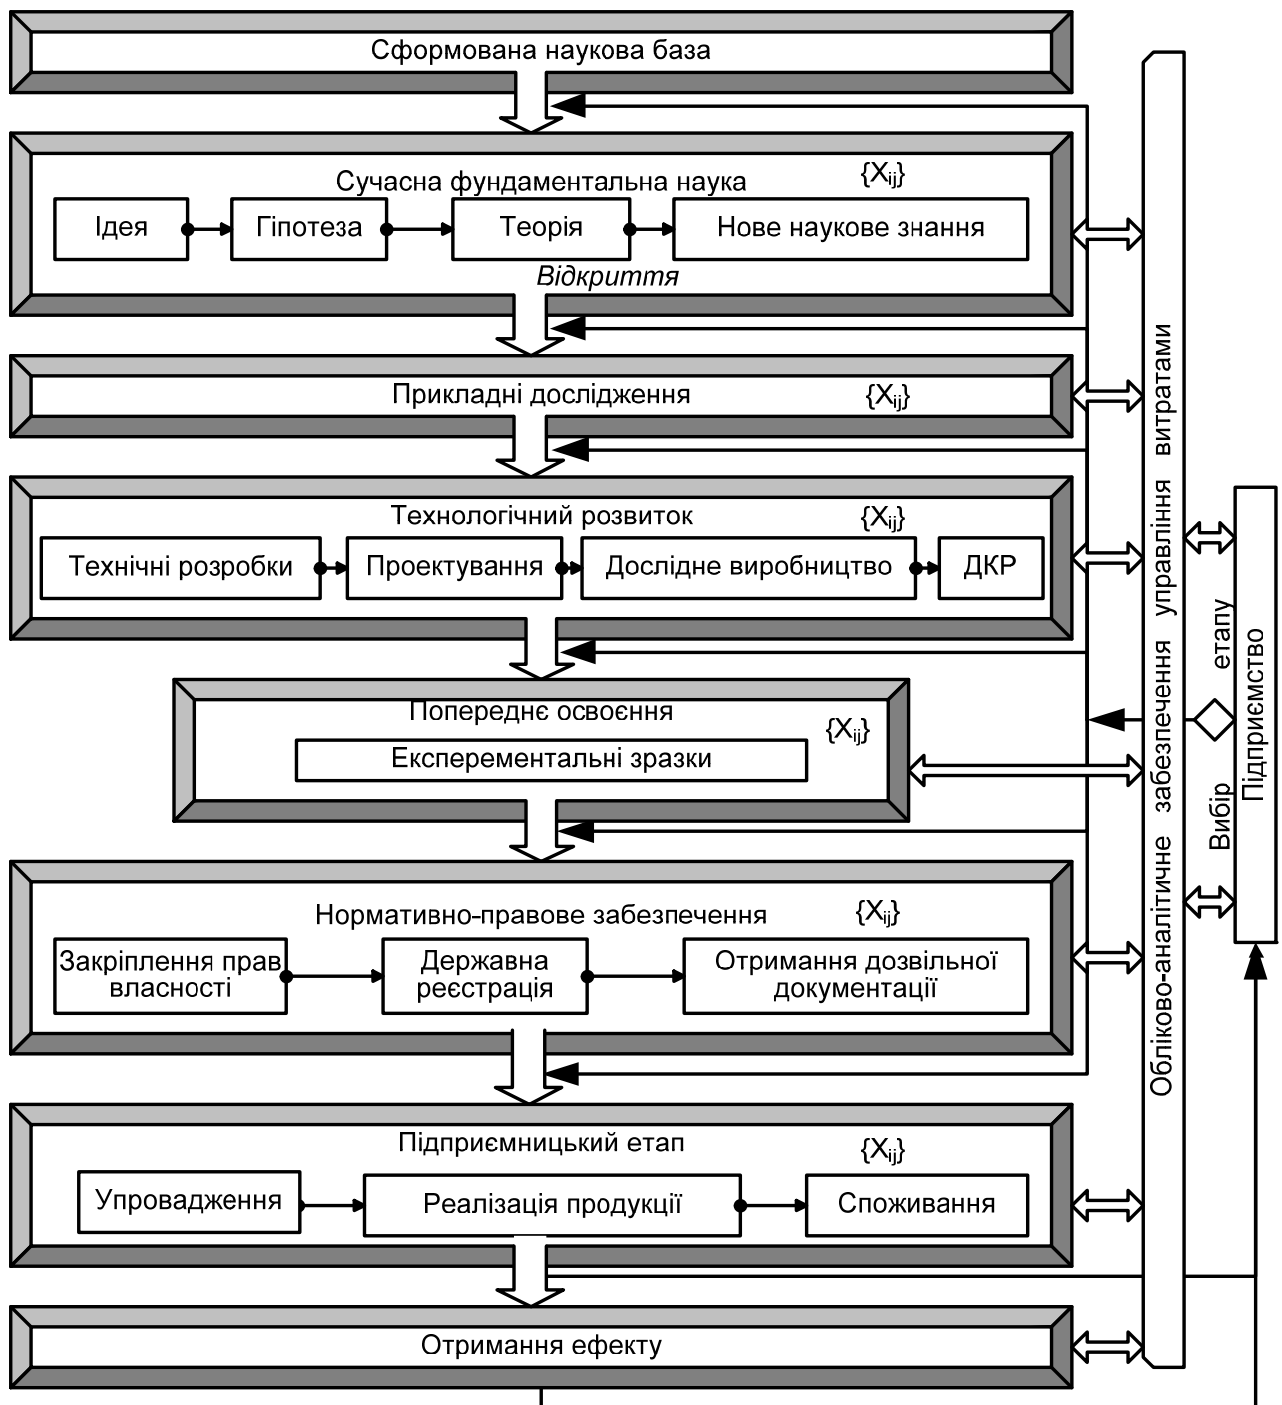 Сформована наукова база
Сучасна фундаментальна наука
{Xij}
Ідея
Гіпотеза
Теорія
Нове наукове знання
Відкриття
Прикладні дослідження
{Xij}
Технологічний розвиток
{Xij}
Технічні розробки
Проектування
Дослідне виробництво
ДКР
Попереднє освоєння
{Xij}
Експерементальні зразки
Нормативно-правове забезпечення
{Xij}
Закріплення прав
власності
Державна
реєстрація
Отримання дозвільної
документації
Підприємницький етап
{Xij}
Упровадження
Реалізація продукції
Споживання
Отримання ефекту
Обліково-аналітичне забезпечення управління витратами
Вибір етапу
Підприємство